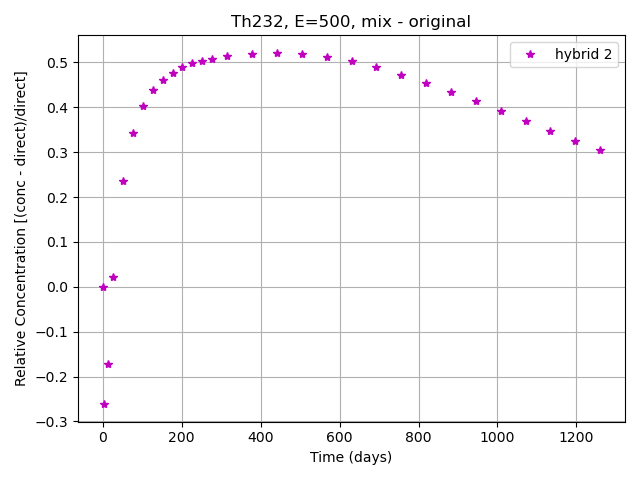 Th232, E=500, mix - original
hybrid 2
Relative Concentration [(conc - direct)/direct]
0.5
0.4
0.3
0.2
0.1
0.0
−0.1
−0.2
−0.3
0 200 400 600 800 1000 1200
Time (days)